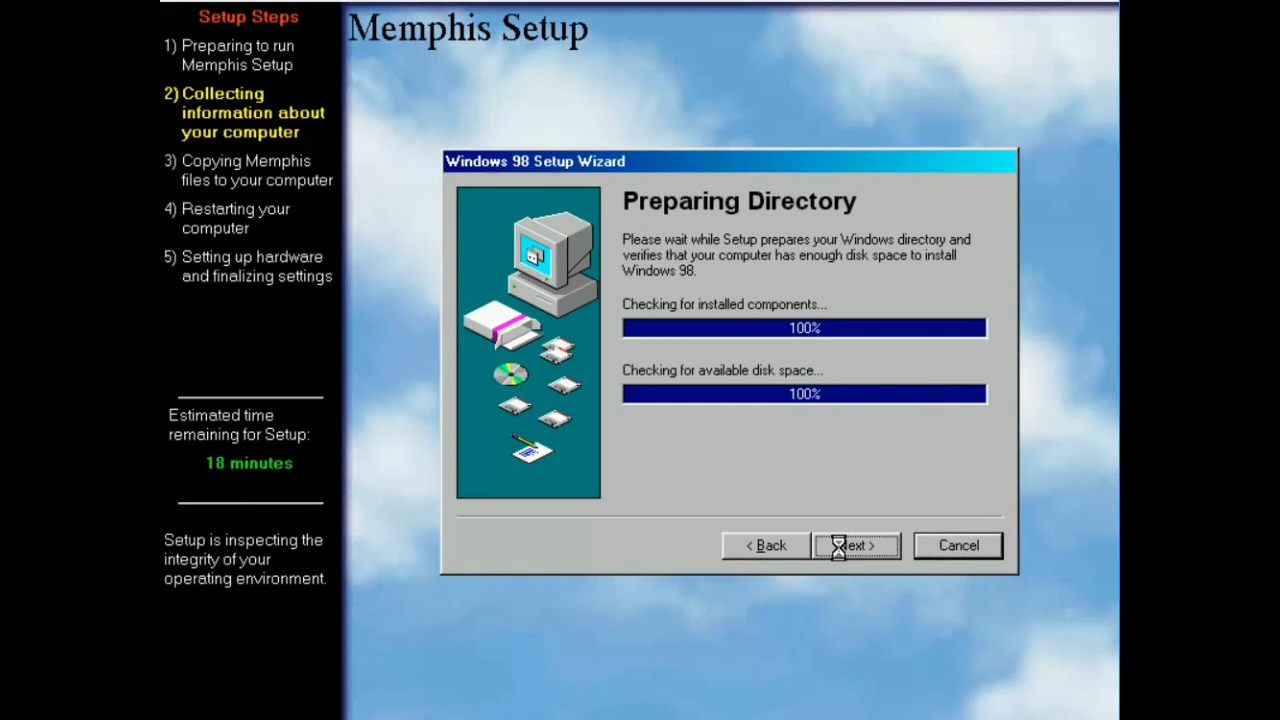 Setup Steps
1) Preparing to run
Memphis Setup
2) Collecting
information about
your computer
3) Copying Memphis
files to your computer
4) Restarting your
computer
5) Setting up hardware
and finalizing settings
Estimated time
remaining for Setup:
18 minutes
Setup is inspecting the
integrity of your
operating environment.
Memphis Setup
Windows 98 Setup Wizard
Preparing Directory
Please wait while Setup prepares your Windows directory and
verifies that your computer has enough disk space to install
Windows 98.
Checking for installed components...
100%
Checking for available disk space...
100%
< Back
Next >
Cancel